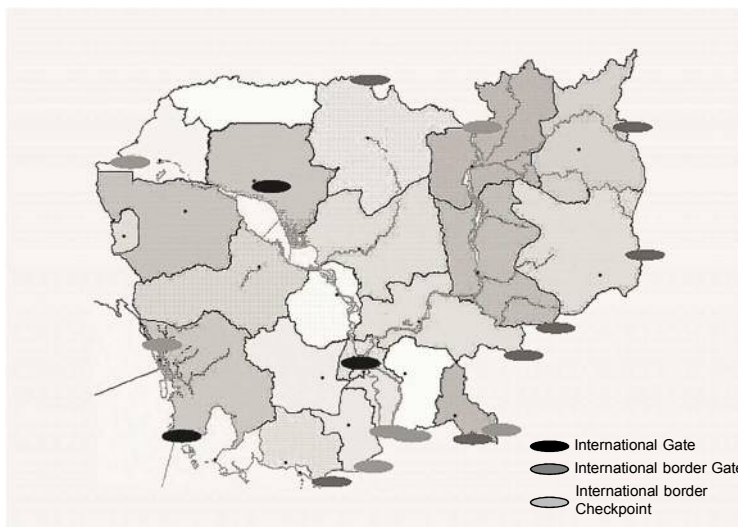 International Gate
International border Gate
International border
Checkpoint